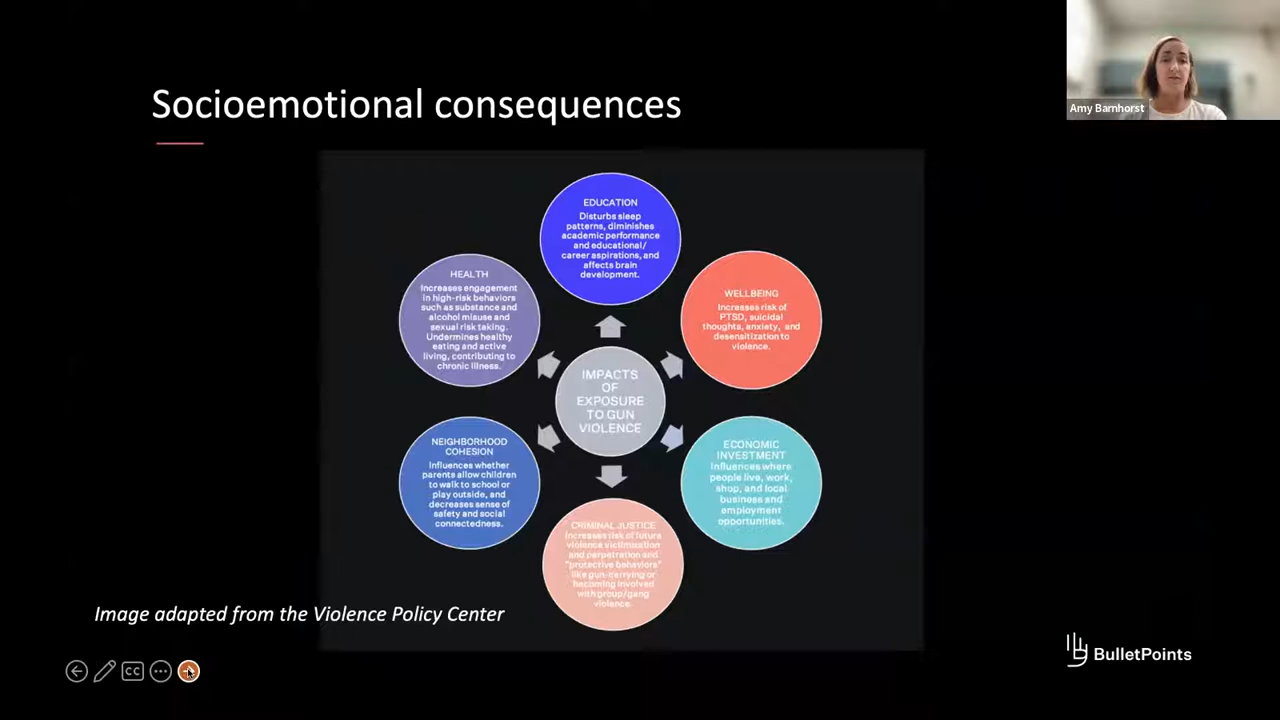 Amy Barnhorst
Socioemotional consequences
EDUCATION
Disturbs sleep
patterns, diminishes
academic performance
and educational/
career aspirations, and
affects brain
development.
HEALTH
Increases engagement
in high-risk behaviors
such as substance and
alcohol misuse and
sexual risk taking.
Undermines healthy
eating and active
living, contributing to
chronic illness.
WELLBEING
Increases risk of
PTSD, suicidal
thoughts, anxiety, and
desensitization to
violence.
IMPACTS
OF
EXPOSURE
TO GUN
VIOLENCE
NEIGHBORHOOD
COHESION
Influences whether
parents allow children
to walk to school or
play outside, and
decreases sense of
safety and social
connectedness.
ECONOMIC
INVESTMENT
Influences where
people live, work,
shop, and local
business and
employment
opportunities.
CRIMINAL JUSTICE
Increases risk of future
violence victimization
and perpetration and
"protective behaviors"
like gun-carrying or
becoming involved
with group/gang
violence.
Image adapted from the Violence Policy Center
CC
BulletPoints